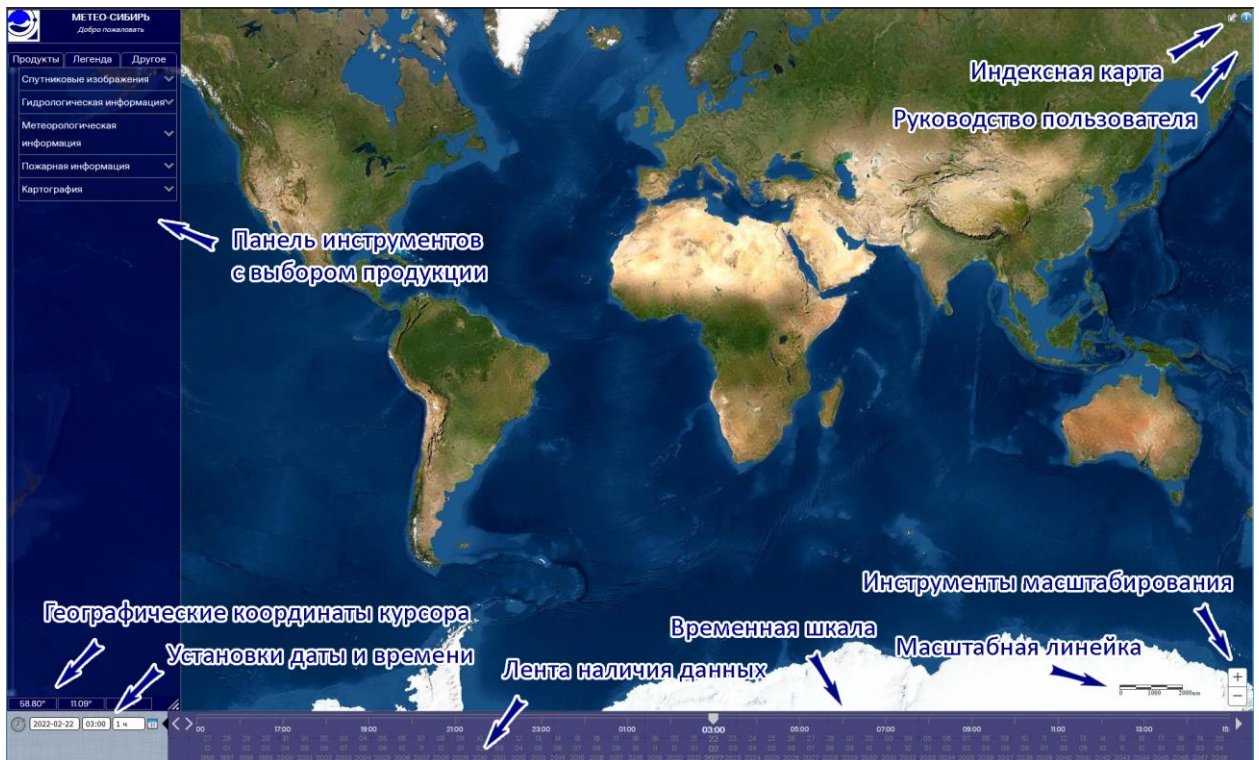 МЕТЕО-СИБИРЬ
Добро пожаловать
Продукты Легенда Другое
Спутниковые изображения
Гидрологическая информация
Метеорологическая
информация
Пожарная информация
Картография
Индексная карта
Руководство пользователя
Панель инструментов
с выбором продукции
Географические координаты курсора
Установки даты и времени
Лента наличия данных
Временная шкала
Масштабная линейка
Инструменты масштабирования
0 1000 2000км
+
−
58.80° 11.09°
2022-02-22 03:00 1 ч
:00 17:00 19:00 21:00 23:00 01:00 03:00 05:00 07:00 09:00 11:00 13:00 15: